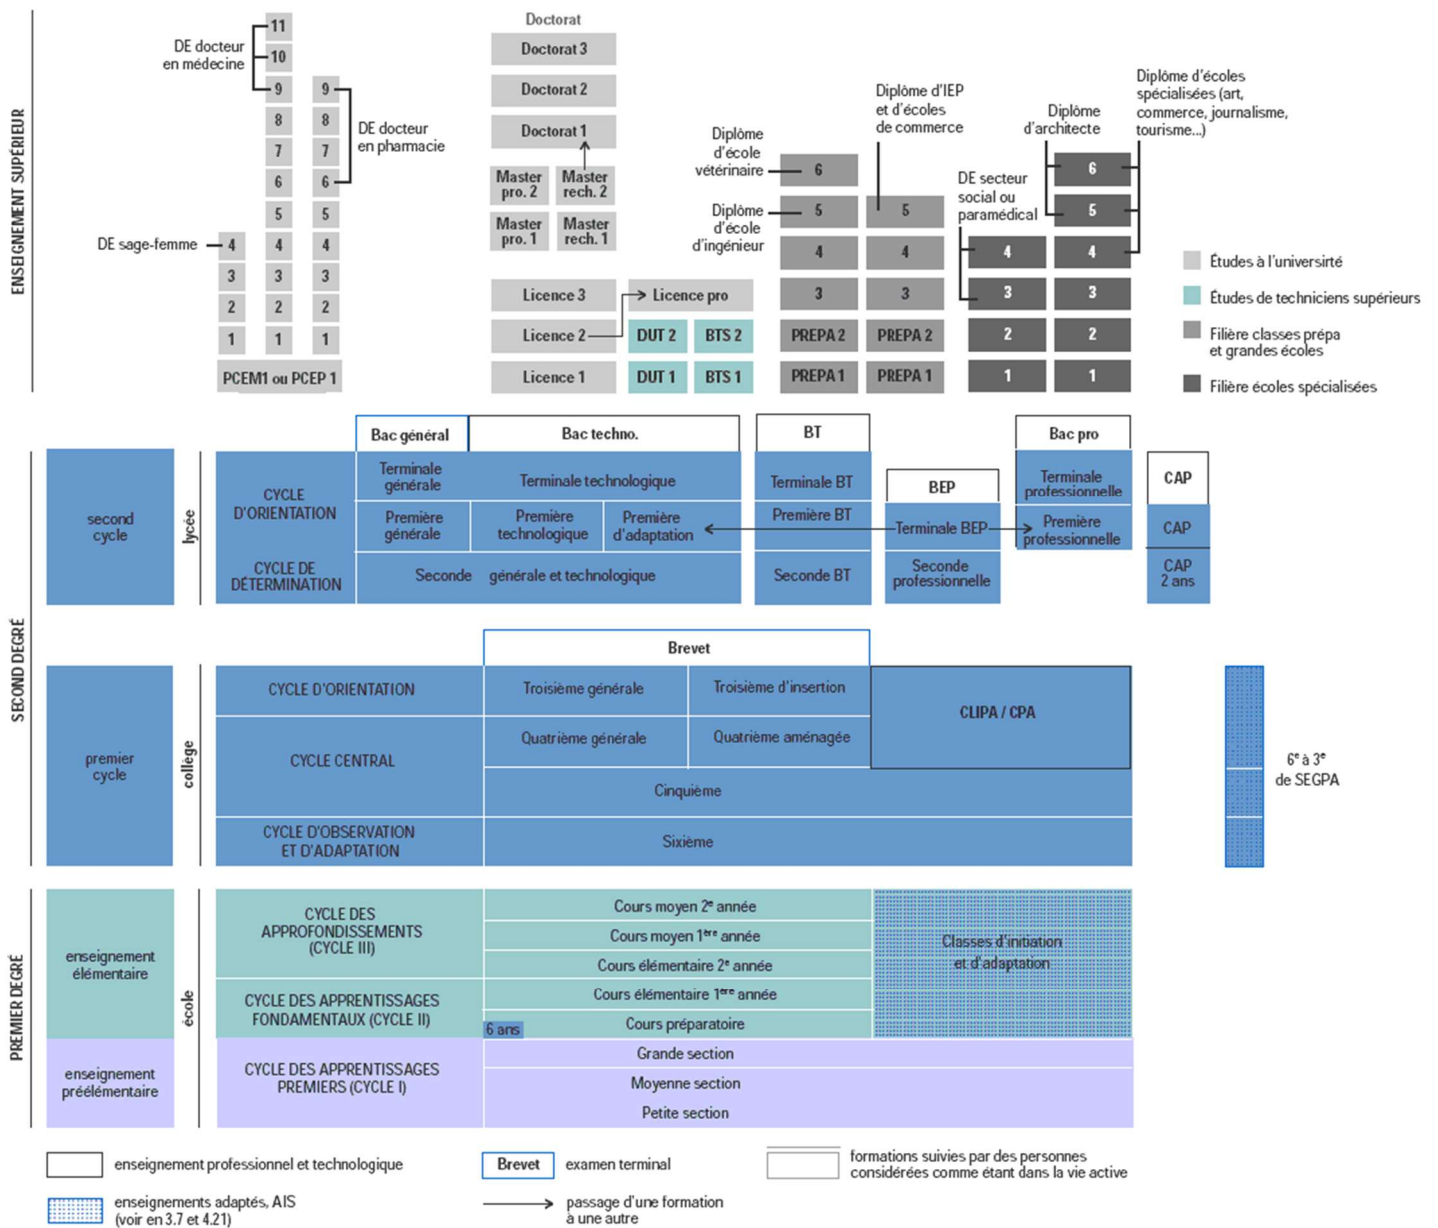 ENSEIGNEMENT SUPÉRIEUR
11
10
9
8
7
6
5
4
3
2
1
DE docteur
en médecine
9
8
7
6
5
4
3
2
1
DE docteur
en pharmacie
DE sage-femme
4
3
2
1
PCEM1 ou PCEP 1
Doctorat
Doctorat 3
Doctorat 2
Doctorat 1
Master
pro. 2
Master
rech. 2
Master
pro. 1
Master
rech. 1
Licence 3
Licence pro
Licence 2
DUT 2
BTS 2
Licence 1
DUT 1
BTS 1
Diplôme
d'école
vétérinaire
Diplôme
d'école
d'ingénieur
6
5
4
3
PREPA 2
PREPA 1
Diplôme d'IEP
et d'écoles
de commerce
5
4
3
PREPA 2
PREPA 1
DE secteur
social ou
paramédical
4
3
2
1
Diplôme
d'architecte
Diplôme d'écoles
spécialisées (art,
commerce, journalisme,
tourisme...)
6
5
4
3
2
1
Études à l'universirté
Études de techniciens supérieurs
Filière classes prépa
et grandes écoles
Filière écoles spécialisées
SECOND DEGRÉ
second
cycle
lycée
CYCLE
D'ORIENTATION
CYCLE DE
DÉTERMINATION
Bac général
Bac techno.
BT
BEP
Bac pro
CAP
Terminale
générale
Terminale technologique
Terminale BT
Terminale
professionnelle
Première
générale
Première
technologique
Première
d'adaptation
Première BT
Terminale BEP
Première
professionnelle
CAP
Seconde générale et technologique
Seconde BT
Seconde
professionnelle
CAP
2 ans
premier
cycle
collège
Brevet
CYCLE D'ORIENTATION
Troisième générale
Troisième d'insertion
CLIPA / CPA
CYCLE CENTRAL
Quatrième générale
Quatrième aménagée
Cinquième
CYCLE D'OBSERVATION
ET D'ADAPTATION
Sixième
6e à 3e
de SEGPA
PREMIER DEGRÉ
enseignement
élémentaire
école
CYCLE DES
APPROFONDISSEMENTS
(CYCLE III)
Cours moyen 2e année
Cours moyen 1ère année
Cours élémentaire 2e année
Classes d'initiation
et d'adaptation
CYCLE DES APPRENTISSAGES
FONDAMENTAUX (CYCLE II)
Cours élémentaire 1ère année
6 ans
Cours préparatoire
enseignement
préélémentaire
CYCLE DES APPRENTISSAGES
PREMIERS (CYCLE I)
Grande section
Moyenne section
Petite section
enseignement professionnel et technologique
Brevet
examen terminal
formations suivies par des personnes
considérées comme étant dans la vie active
enseignements adaptés, AIS
(voir en 3.7 et 4.21)
passage d'une formation
à une autre